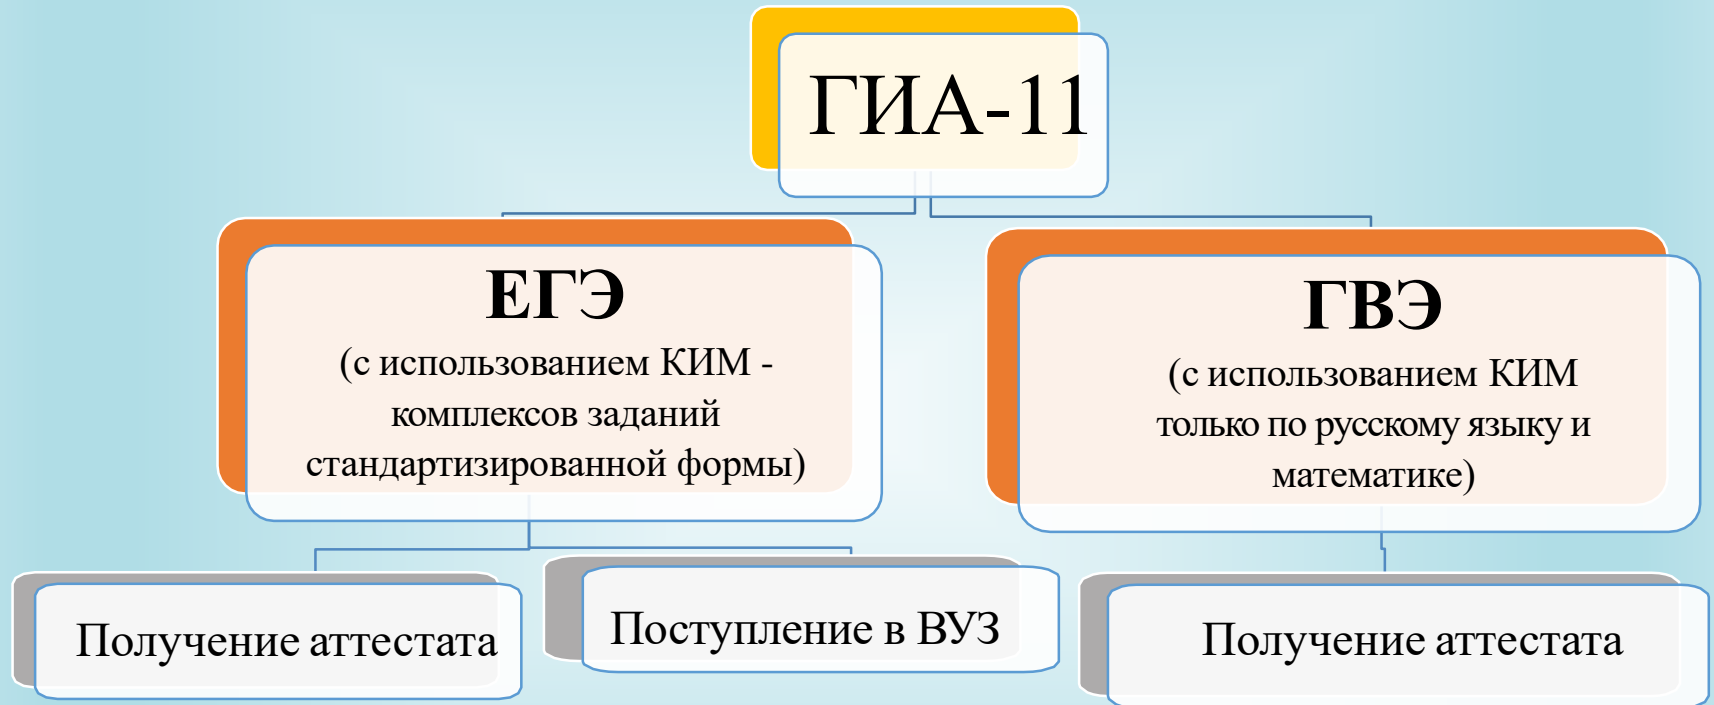 ГИА-11
ЕГЭ
(с использованием КИМ -
комплексов заданий
стандартизированной формы)
ГВЭ
(с использованием КИМ
только по русскому языку и
математике)
Получение аттестата
Поступление в ВУЗ
Получение аттестата